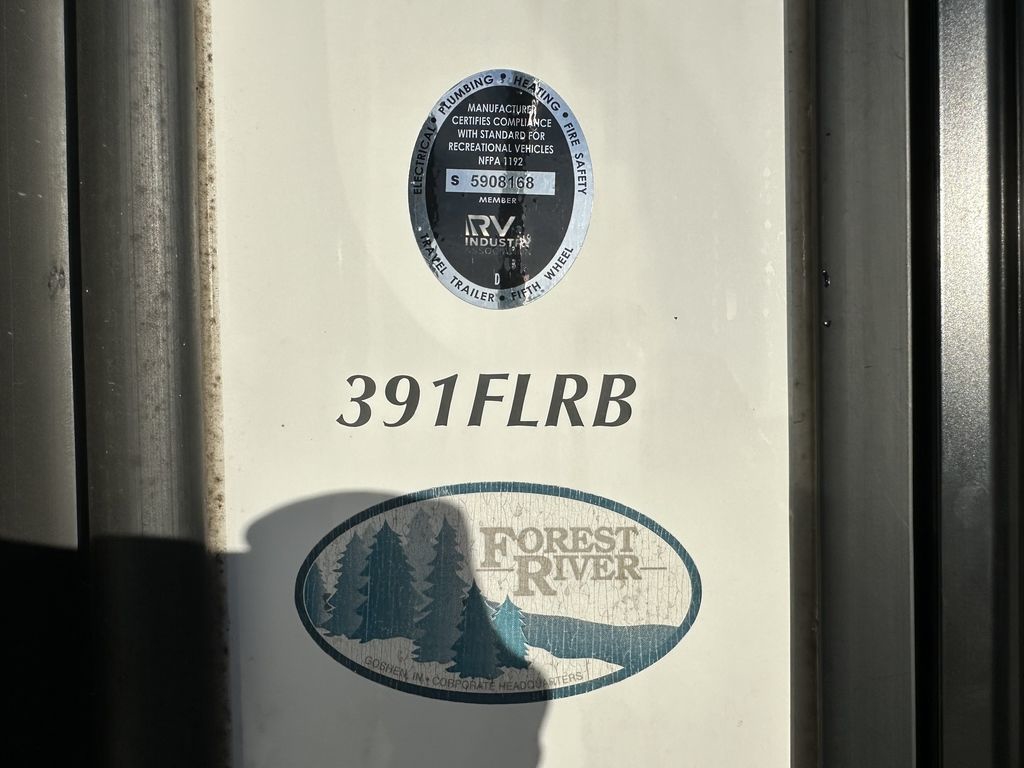 ELECTRICAL • PLUMBING • HEATING • FIRE SAFETY
MANUFACTURER
CERTIFIES COMPLIANCE
WITH STANDARD FOR
RECREATIONAL VEHICLES
NFPA 1192
S 5908168
MEMBER
RV
INDUSTRY
D
TRAVEL TRAILER • FIFTH WHEEL
391FLRB
FOREST
RIVER
GOSHEN, IN • CORPORATE HEADQUARTERS